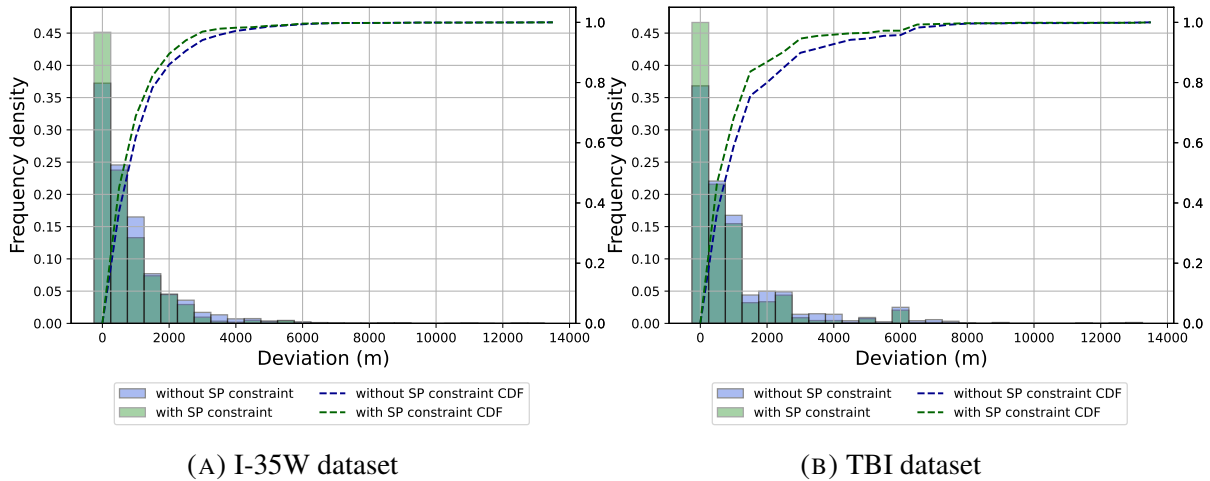 0.45
0.40
0.35
0.30
0.25
0.20
0.15
0.10
0.05
0.00
Frequency density
1.0
0.8
0.6
0.4
0.2
0.0
0 2000 4000 6000 8000 10000 12000 14000
Deviation (m)
without SP constraint without SP constraint CDF
with SP constraint with SP constraint CDF
(A) I-35W dataset
0.45
0.40
0.35
0.30
0.25
0.20
0.15
0.10
0.05
0.00
Frequency density
1.0
0.8
0.6
0.4
0.2
0.0
0 2000 4000 6000 8000 10000 12000 14000
Deviation (m)
without SP constraint without SP constraint CDF
with SP constraint with SP constraint CDF
(B) TBI dataset